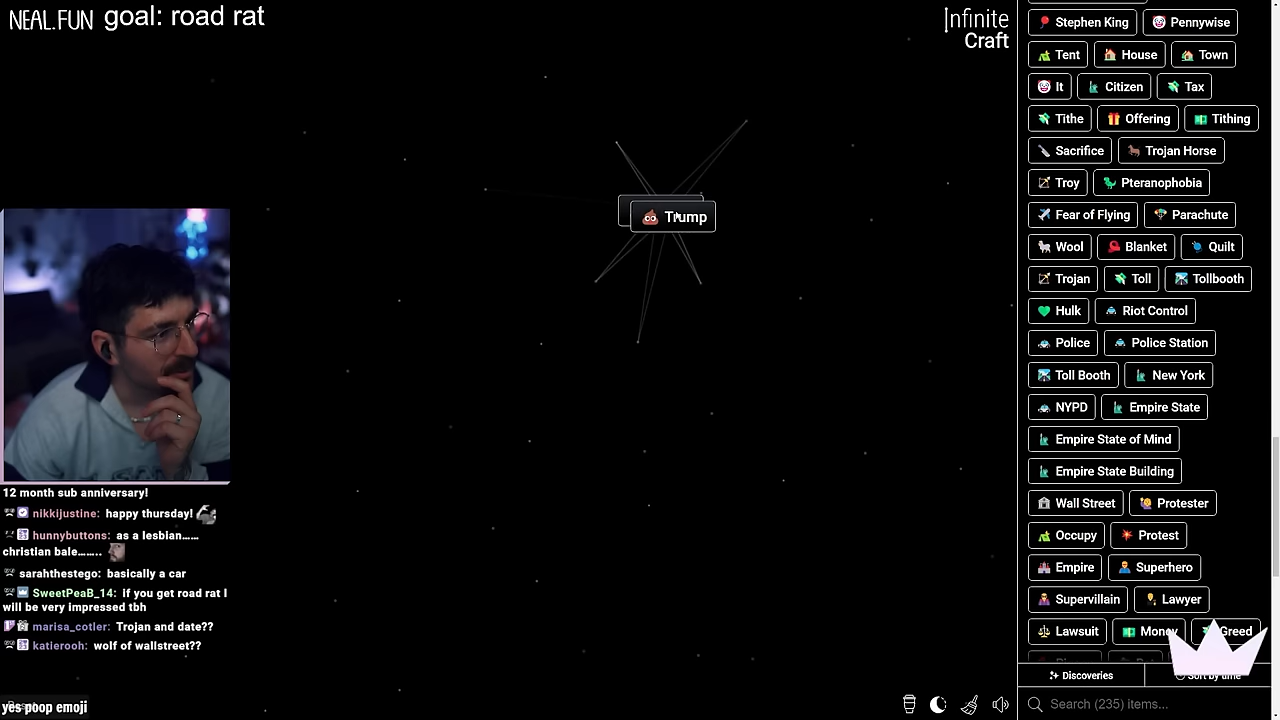 NEAL.FUN goal: road rat
Infinite
Craft
Trump
Stephen King Pennywise
Tent House Town
It Citizen Tax
Tithe Offering Tithing
Sacrifice Trojan Horse
Troy Pteranophobia
Fear of Flying Parachute
Wool Blanket Quilt
Trojan Toll Tollbooth
Hulk Riot Control
Police Police Station
Toll Booth New York
NYPD Empire State
Empire State of Mind
Empire State Building
Wall Street Protester
Occupy Protest
Empire Superhero
Supervillain Lawyer
Lawsuit Money Greed
Discoveries Sort by time
Search (235) items...
12 month sub anniversary!
nikkijustine: happy thursday!
hunnybuttons: as a lesbian......
christian bale........
sarahthestego: basically a car
SweetPeaB_14: If you get road rat I
will be very impressed tbh
marisa_cotler: Trojan and date??
katierooh: wolf of wallstreet??
yes poop emoji